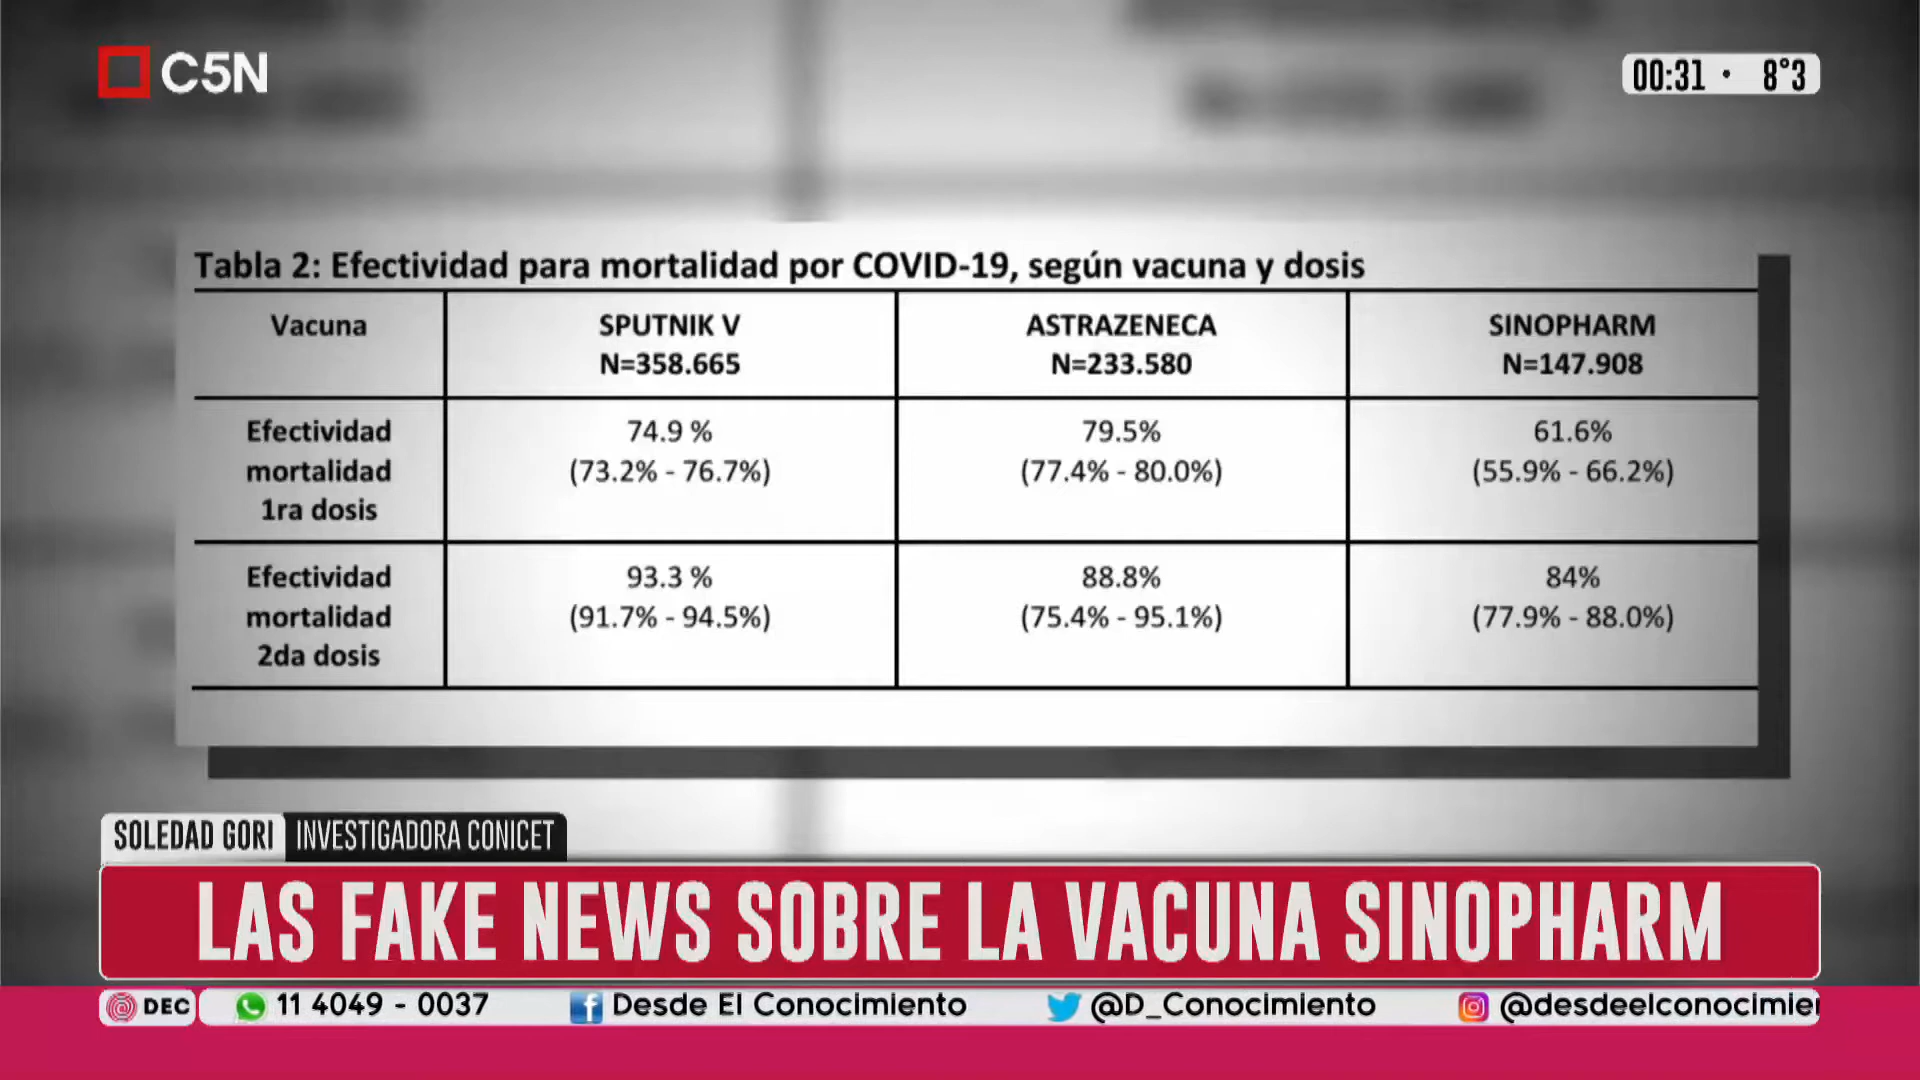 C5N
00:31 · 8°3
Tabla 2: Efectividad para mortalidad por COVID-19, según vacuna y dosis
Vacuna
SPUTNIK V
N=358.665
ASTRAZENECA
N=233.580
SINOPHARM
N=147.908
Efectividad
mortalidad
1ra dosis
74.9 %
(73.2% - 76.7%)
79.5%
(77.4% - 80.0%)
61.6%
(55.9% - 66.2%)
Efectividad
mortalidad
2da dosis
93.3 %
(91.7% - 94.5%)
88.8%
(75.4% - 95.1%)
84%
(77.9% - 88.0%)
SOLEDAD GORI INVESTIGADORA CONICET
LAS FAKE NEWS SOBRE LA VACUNA SINOPHARM
DEC 11 4049 - 0037 Desde El Conocimiento @D_Conocimiento @desdeelconocimie